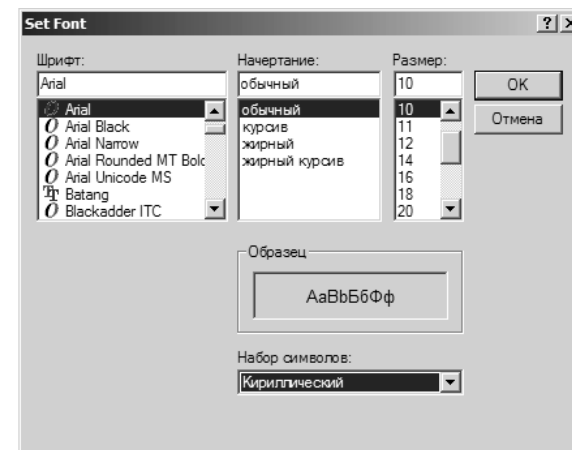 Set Font
Шрифт:
Начертание:
Размер:
Arial
обычный
10
OK
Отмена
Arial
Arial Black
Arial Narrow
Arial Rounded MT Bolc
Arial Unicode MS
Batang
Blackadder ITC
обычный
курсив
жирный
жирный курсив
10
11
12
14
16
18
20
Образец
АаВbБбФф
Набор символов:
Кириллический